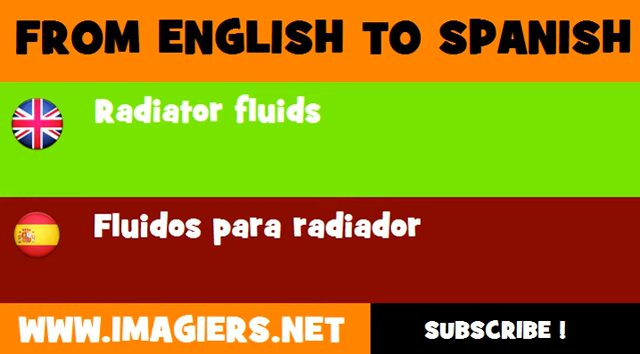 FROM ENGLISH TO SPANISH
Radiator fluids
Fluidos para radiador
WWW.IMAGIERS.NET
SUBSCRIBE !